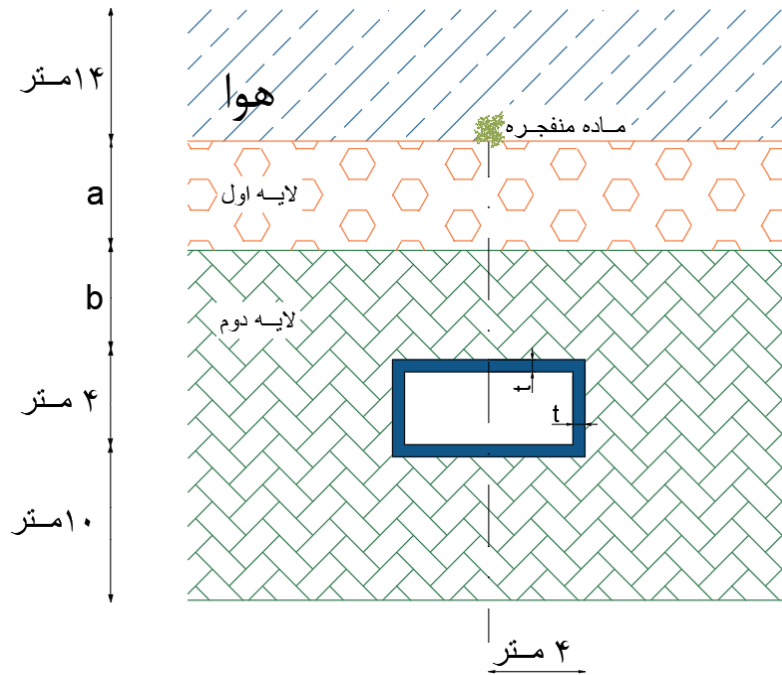 ۱۴متر
هوا
ماده منفجره
a
لایه اول
b
لایه دوم
۴ متر
t
t
۱۰متر
۴ متر